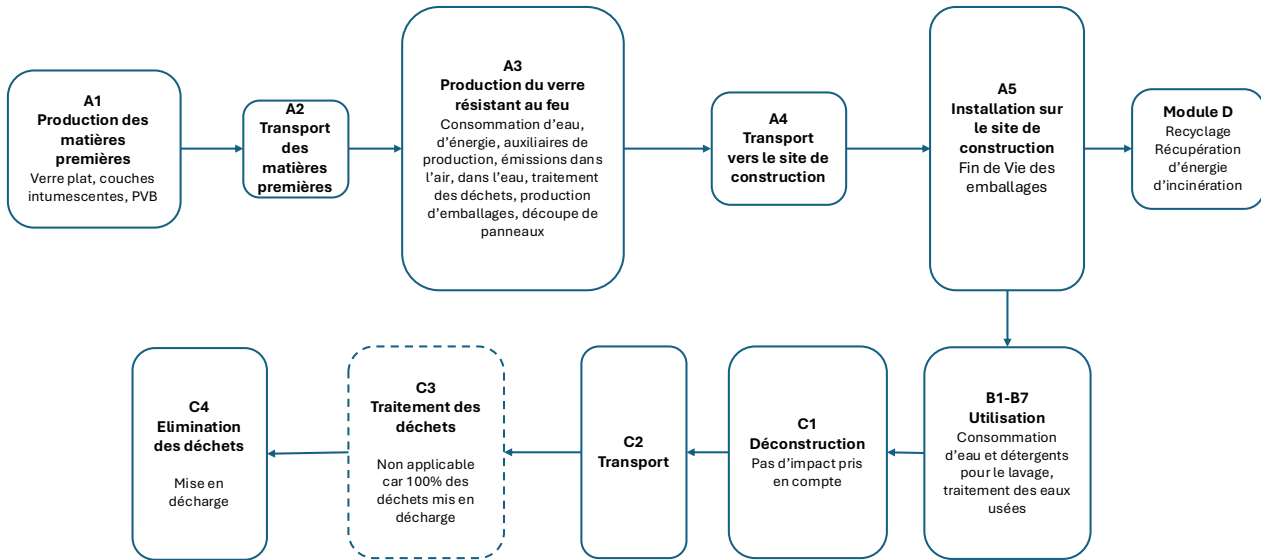 A1
Production des
matières
premières
Verre plat, couches
intumescentes, PVB
A2
Transport
des
matières
premières
A3
Production du verre
résistant au feu
Consommation d’eau,
d’énergie, auxiliaires de
production, émissions dans
l’air, dans l’eau, traitement
des déchets, production
d’emballages, découpe de
panneaux
A4
Transport
vers le site de
construction
A5
Installation sur
le site de
construction
Fin de Vie des
emballages
Module D
Recyclage
Récupération
d’énergie
d’incinération
C4
Elimination
des déchets
Mise en
décharge
C3
Traitement des
déchets
Non applicable
car 100% des
déchets mis en
décharge
C2
Transport
C1
Déconstruction
Pas d’impact pris
en compte
B1-B7
Utilisation
Consommation
d’eau et détergents
pour le lavage,
traitement des eaux
usées